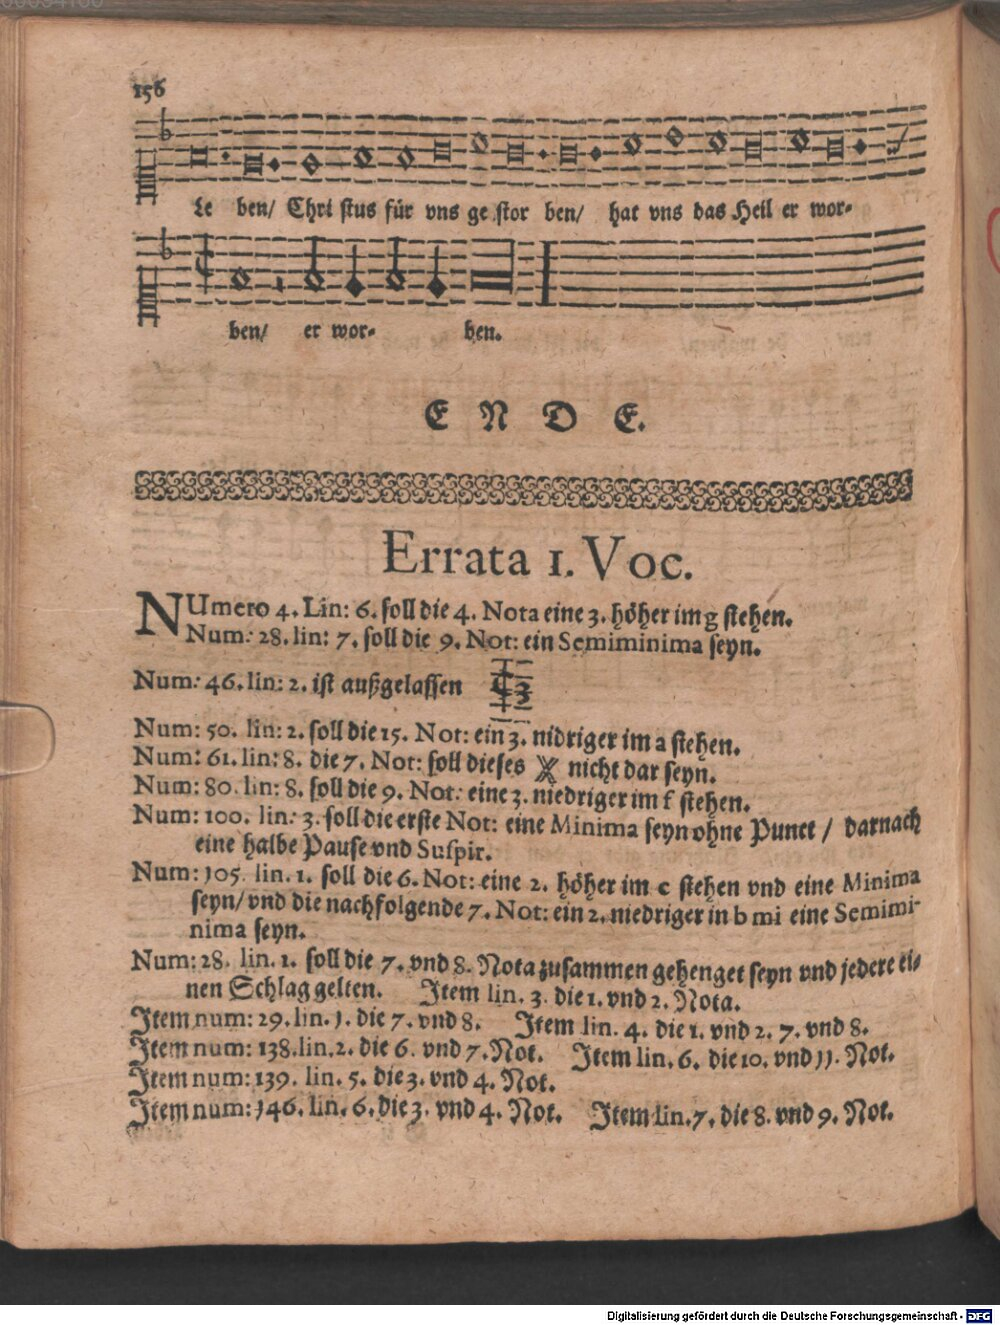 156
Le ben/ Chri stus für vns ge stor ben/ hat vns das Heil er wor-
ben/ er wor- ben.
E N D E.
Errata 1. Voc.
NUmero 4. Lin: 6. soll die 4. Nota eine 3. höher im g stehen.
Num: 28. lin: 7. soll die 9. Not: ein Semiminima seyn.
Num: 46. lin: 2. ist außgelassen
Num: 50. lin: 2. soll die 15. Not: ein 3. nidriger im a stehen.
Num: 61. lin: 8. die 7. Not: soll dieses nicht dar seyn.
Num: 80. lin: 8. soll die 9. Not: eine 3. niedriger im f stehen.
Num: 100. lin: 3. soll die erste Not: eine Minima seyn ohne Punct / darnach
eine halbe Pause vnd Suspir.
Num: 105. lin. 1. soll die 6. Not: eine 2. höher im c stehen vnd eine Minima
seyn/ vnd die nachfolgende 7. Not: ein 2. niedriger in b mi eine Semimi-
nima seyn.
Num: 28. lin. 1. soll die 7. vnd 8. Nota zusammen gehenget seyn vnd jedere ei-
nen Schlag gelten. Item lin. 3. die 1. vnd 2. Nota.
Item num: 29. lin. 1. die 7. vnd 8. Item lin. 4. die 1. vnd 2. 7. vnd 8.
Item num: 138. lin. 2. die 6. vnd 7. Not. Item lin. 6. die 10. vnd 11. Not.
Item num: 139. lin. 5. die 3. vnd 4. Not.
Item num: 146. lin. 6. die 3. vnd 4. Not. Item lin. 7. die 8. vnd 9. Not.
Digitalisierung gefördert durch die Deutsche Forschungsgemeinschaft - DFG